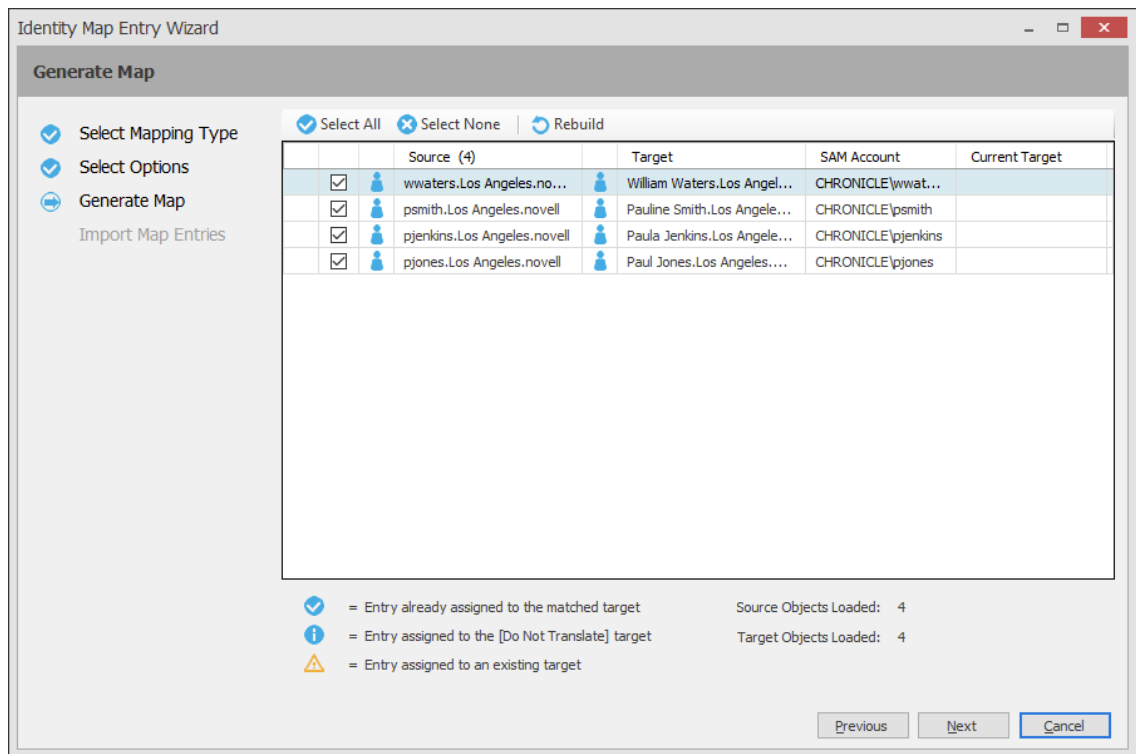 Identity Map Entry Wizard
Generate Map
Select Mapping Type
Select Options
Generate Map
Import Map Entries
Select All Select None Rebuild
Source (4) Target SAM Account Current Target
wwaters.Los Angeles.no... William Waters.Los Angel... CHRONICLE\wwat...
psmith.Los Angeles.novell Pauline Smith.Los Angele... CHRONICLE\psmith
pjenkins.Los Angeles.novell Paula Jenkins.Los Angele... CHRONICLE\pjenkins
pjones.Los Angeles.novell Paul Jones.Los Angeles.... CHRONICLE\pjones
= Entry already assigned to the matched target Source Objects Loaded: 4
= Entry assigned to the [Do Not Translate] target Target Objects Loaded: 4
= Entry assigned to an existing target
Previous Next Cancel